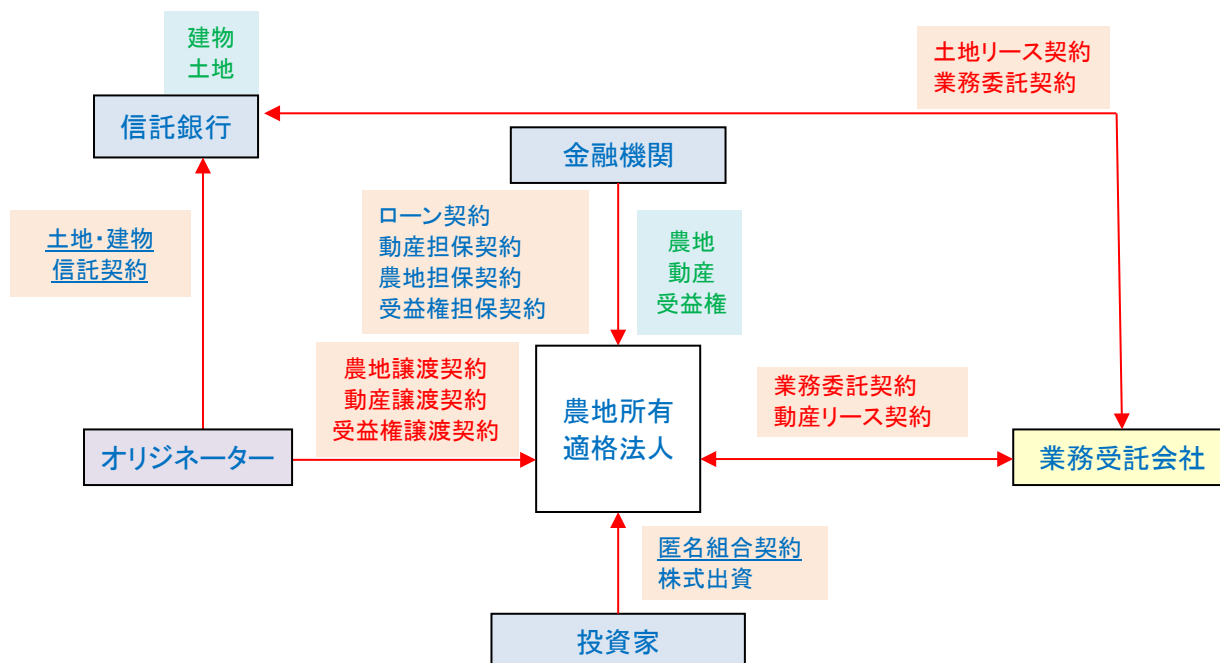 建物
土地
信託銀行
土地リース契約
業務委託契約
金融機関
土地・建物
信託契約
ローン契約
動産担保契約
農地担保契約
受益権担保契約
農地
動産
受益権
農地譲渡契約
動産譲渡契約
受益権譲渡契約
農地所有
適格法人
業務委託契約
動産リース契約
オリジネーター
業務受託会社
匿名組合契約
株式出資
投資家